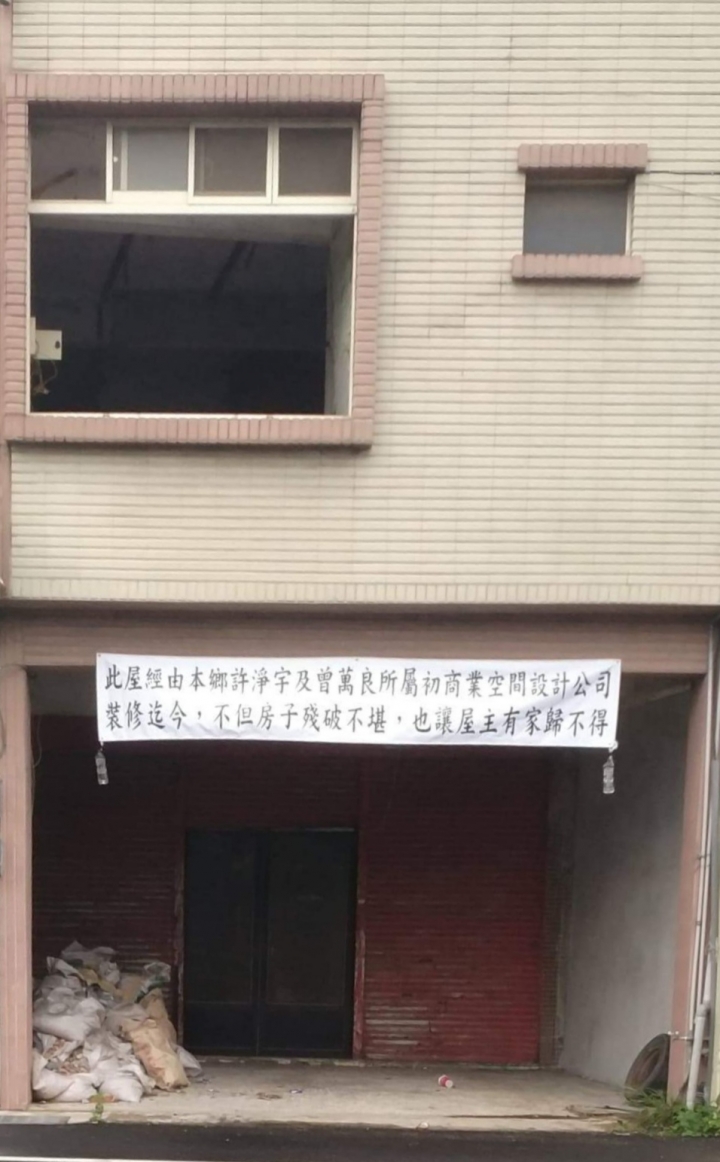 此屋經由本鄉許淨宇及曾萬良所屬初商業空間設計公司
裝修迄今，不但房子殘破不堪，也讓屋主有家歸不得